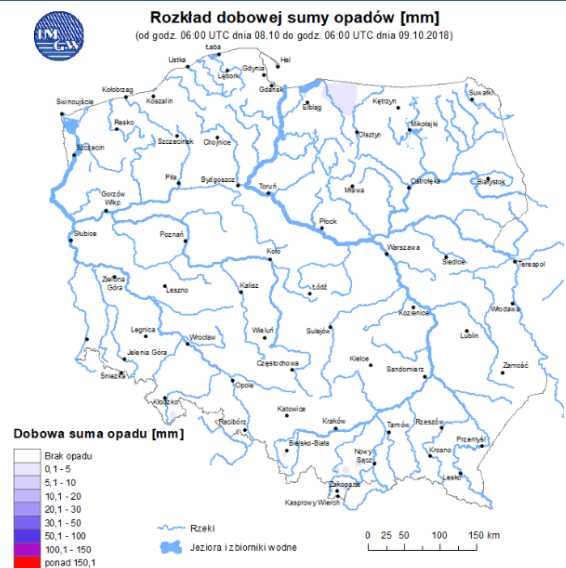 IM
GW
Rozkład dobowej sumy opadów [mm]
(od godz. 06:00 UTC dnia 08.10 do godz. 06:00 UTC dnia 09.10.2018)
Łeba
Ustka
Hel
Gdynia
Lębork
Gdańsk
Kołobrzeg
Koszalin
Świnoujście
Elbląg
Kętrzyn
Suwałki
Resko
Szczecinek
Chojnice
Olsztyn
Mikołajki
Szczecin
Piła
Bydgoszcz
Toruń
Mława
Ostrołęka
Białystok
Gorzów
Wlkp.
Płock
Słubice
Poznań
Koło
Warszawa
Siedlce
Terespol
Zielona
Góra
Leszno
Kalisz
Łódź
Kozienice
Włodawa
Legnica
Wrocław
Wieluń
Sulejów
Lublin
Jelenia Góra
Śnieżka
Częstochowa
Kielce
Sandomierz
Zamość
Opole
Kłodzko
Katowice
Racibórz
Kraków
Tarnów
Rzeszów
Przemyśl
Bielsko-Biała
Nowy
Sącz
Krosno
Lesko
Zakopane
Kasprowy Wierch
Dobowa suma opadu [mm]
Brak opadu
0,1 - 5
5,1 - 10
10,1 - 20
20,1 - 30
30,1 - 50
50,1 - 100
100,1 - 150
ponad 150,1
Rzeki
Jeziora i zbiorniki wodne
0 25 50 100 150 km